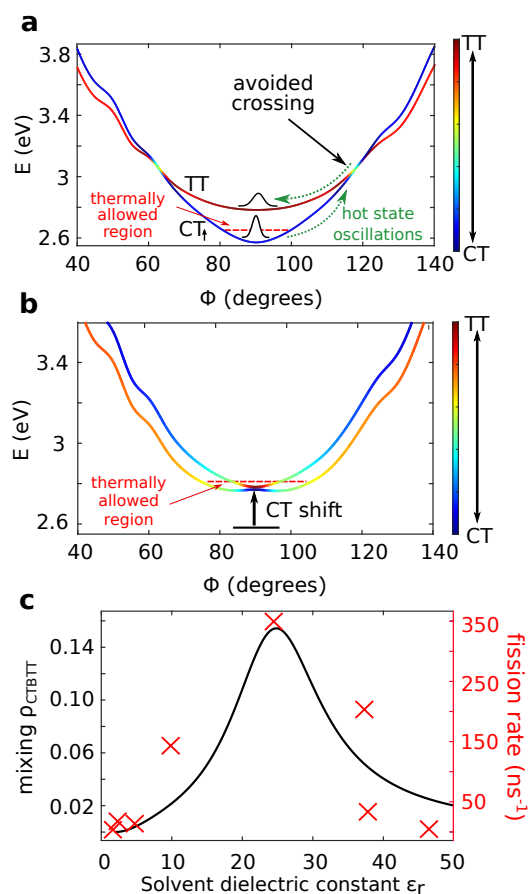 a
3.8
3.4
3
2.6
E (eV)
avoided
crossing
TT
thermally
allowed
region
CT
hot state
oscillations
40 60 80 100 120 140
Φ (degrees)
TT
CT
b
3.4
3
2.6
E (eV)
thermally
allowed
region
CT shift
40 60 80 100 120 140
Φ (degrees)
TT
CT
c
0.14
0.10
0.06
0.02
mixing ρCTBTT
350
250
150
50
fission rate (ns⁻¹)
0 10 20 30 40 50
Solvent dielectric constant εr